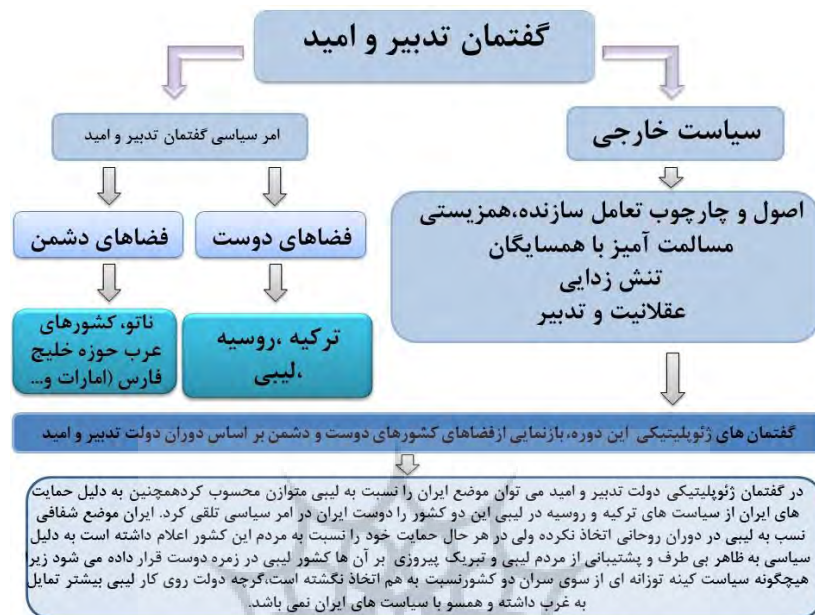 گفتمان تدبیر و امید
سیاست خارجی
امر سیاسی گفتمان تدبیر و امید
اصول و چارچوب تعامل سازنده،همزیستی
مسالمت آمیز با همسایگان
تنش زدایی
عقلانیت و تدبیر
فضاهای دوست
فضاهای دشمن
ترکیه ،روسیه
،لیبی
ناتو، کشورهای
عرب حوزه خلیج
فارس (امارات و...
گفتمان های ژئوپلیتیکی این دوره، بازنمایی ازفضاهای کشورهای دوست و دشمن بر اساس دوران دولت تدبیر و امید
در گفتمان ژئوپلیتیکی دولت تدبیر و امید می توان موضع ایران را نسبت به لیبی متوازن محسوب کردهمچنین به دلیل حمایت
های ایران از سیاست های ترکیه و روسیه در لیبی این دو کشور را دوست ایران در امر سیاسی تلقی کرد. ایران موضع شفافی
نسب به لیبی در دوران روحانی اتخاذ نکرده ولی در هر حال حمایت خود را نسبت به مردم این کشور اعلام داشته است به دلیل
سیاسی به ظاهر بی طرف و پشتیبانی از مردم لیبی و تبریک پیروزی بر آن ها کشور لیبی در زمره دوست قرار داده می شود زیرا
هیچگونه سیاست کینه توزانه ای از سوی سران دو کشورنسبت به هم اتخاذ نگشته است،گرچه دولت روی کار لیبی بیشتر تمایل
به غرب داشته و همسو با سیاست های ایران نمی باشد.